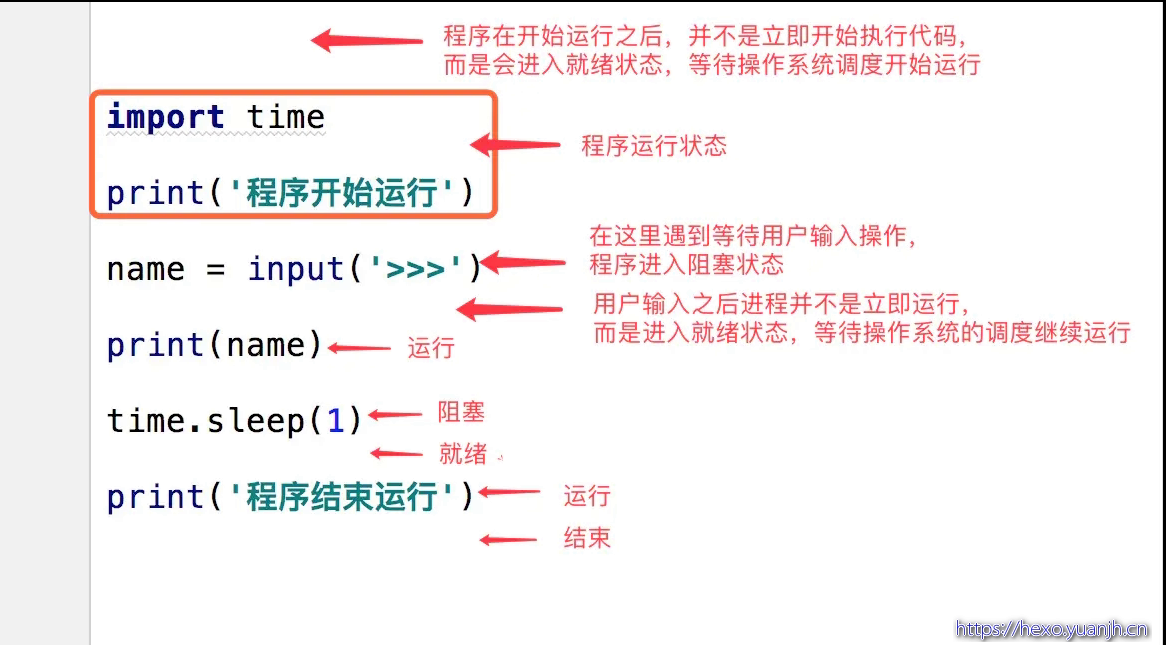 程序在开始运行之后，并不是立即开始执行代码，
而是会进入就绪状态，等待操作系统调度开始运行
import time
程序运行状态
print('程序开始运行')
在这里遇到等待用户输入操作，
程序进入阻塞状态
name = input('>>>')
用户输入之后进程并不是立即运行，
而是进入就绪状态，等待操作系统的调度继续运行
print(name)
运行
time.sleep(1)
阻塞
就绪
print('程序结束运行')
运行
结束
https://hexo.yuanjh.cn